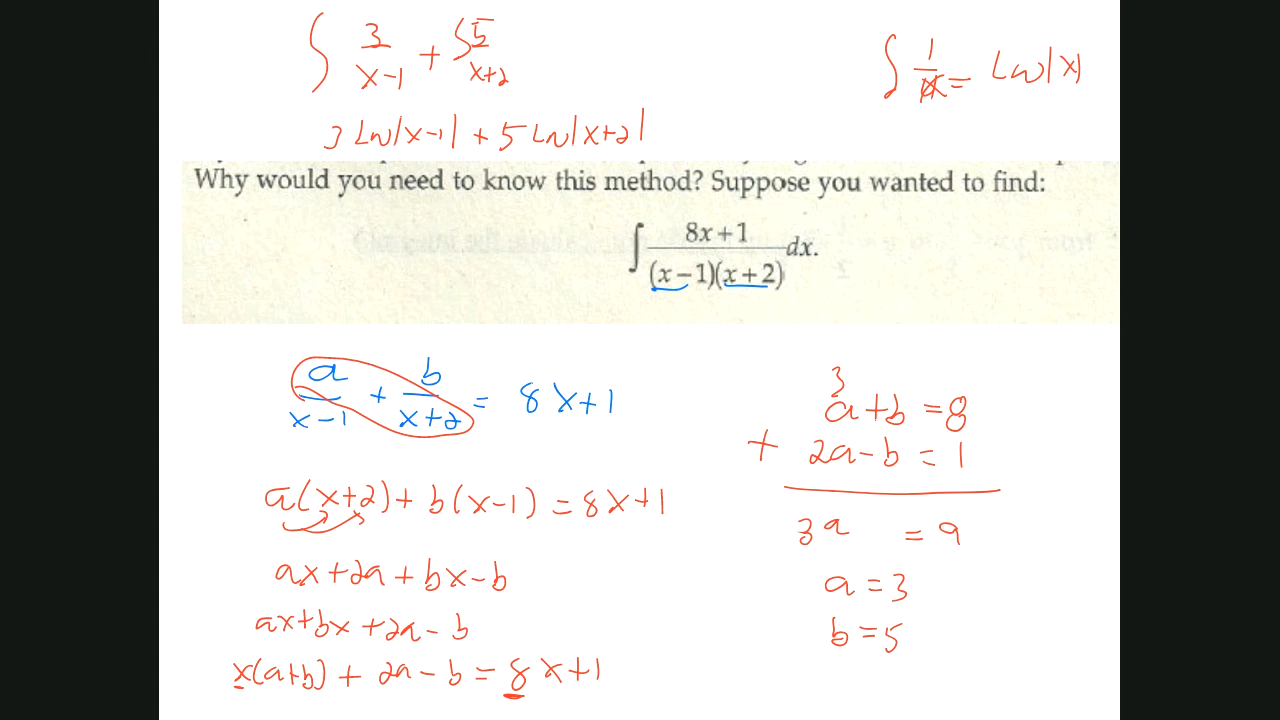 ∫ 3/(x-1) + ∫ 5/(x+2)
∫ 1/x = Ln|x|
3 Ln|x-1| + 5 Ln|x+2|
Why would you need to know this method? Suppose you wanted to find:
∫ (8x+1)/((x-1)(x+2)) dx.
a/(x-1) + b/(x+2) = 8x+1
a(x+2) + b(x-1) = 8x+1
ax+2a+bx-b
ax+bx+2a-b
x(a+b) + 2a-b = 8x+1
3
a+b = 8
+ 2a-b = 1
3a = 9
a = 3
b = 5